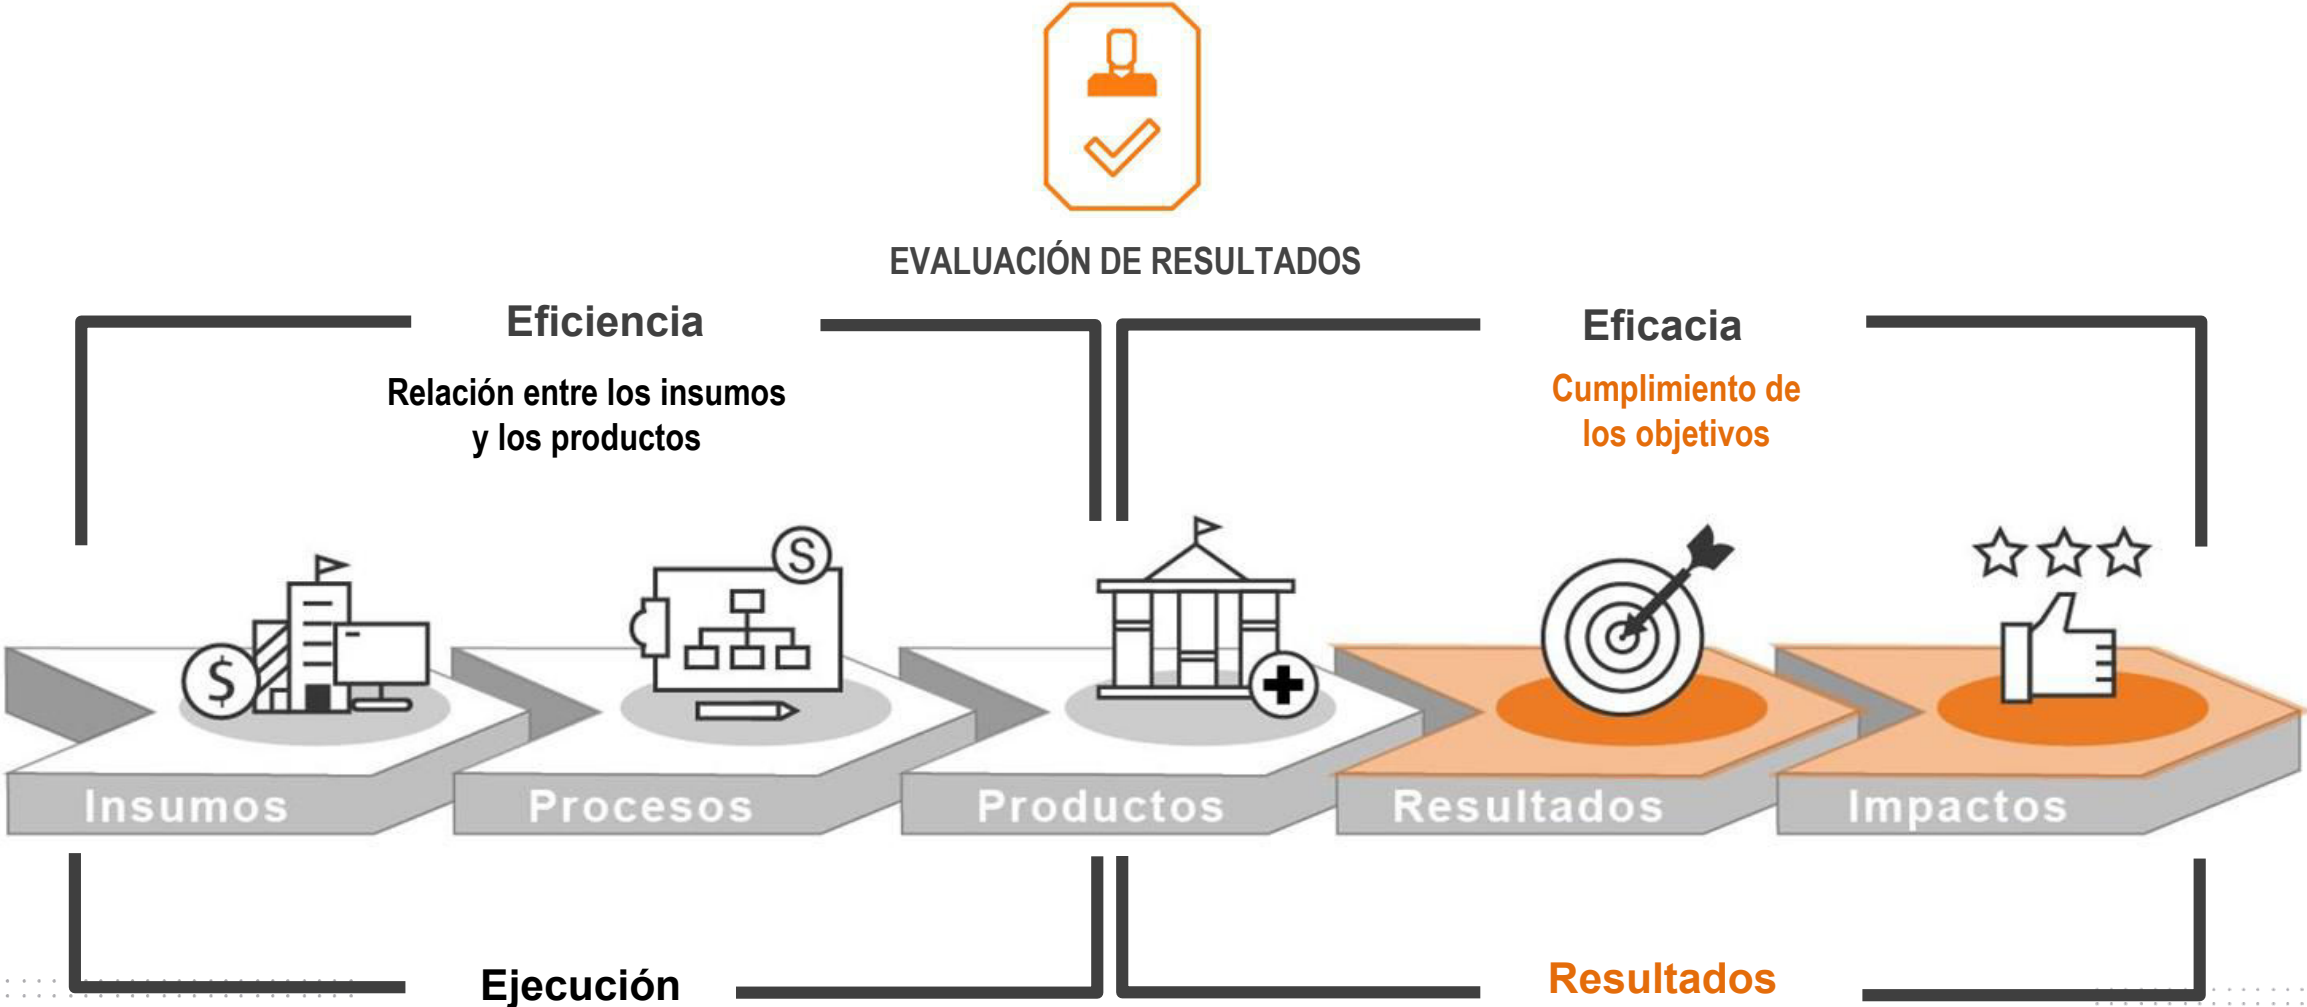 EVALUACIÓN DE RESULTADOS
Eficiencia
Relación entre los insumos
y los productos
Eficacia
Cumplimiento de
los objetivos
$
S
Insumos
Procesos
Productos
Resultados
Impactos
Ejecución
Resultados